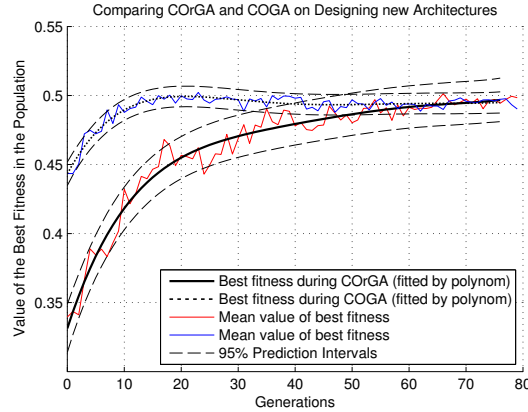 Comparing COrGA and COGA on Designing new Architectures
Value of the Best Fitness in the Population
0.55
0.5
0.45
0.4
0.35
Best fitness during COrGA (fitted by polynom)
Best fitness during COGA (fitted by polynom)
Mean value of best fitness
Mean value of best fitness
95% Prediction Intervals
0 10 20 30 40 50 60 70 80
Generations